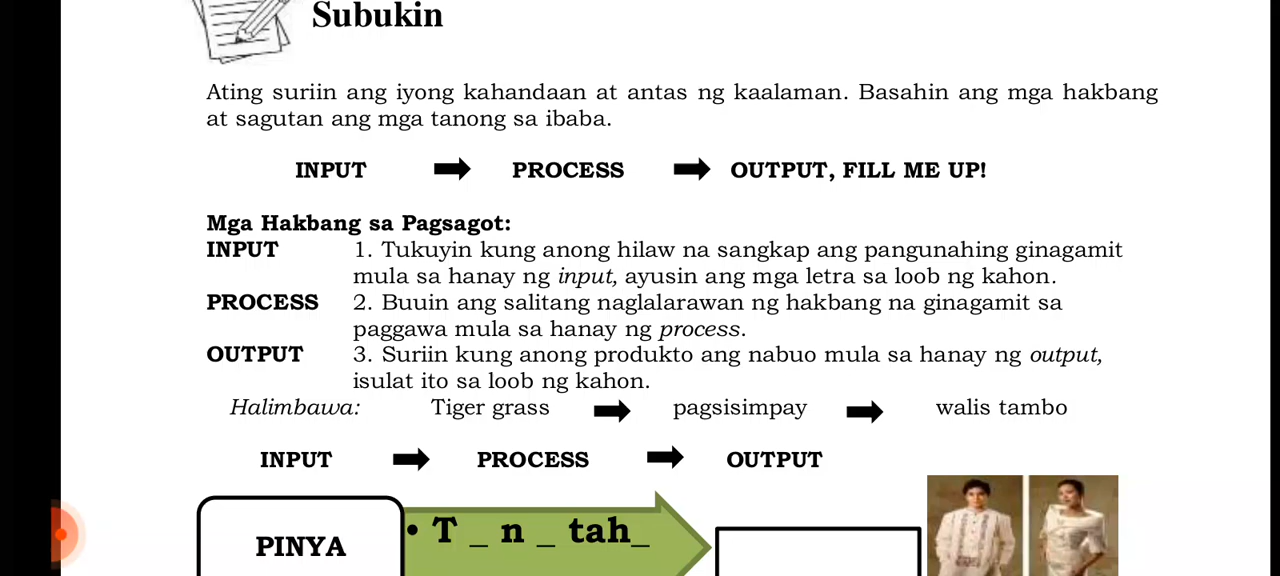 Subukin
Ating suriin ang iyong kahandaan at antas ng kaalaman. Basahin ang mga hakbang
at sagutan ang mga tanong sa ibaba.
INPUT PROCESS OUTPUT, FILL ME UP!
Mga Hakbang sa Pagsagot:
INPUT 1. Tukuyin kung anong hilaw na sangkap ang pangunahing ginagamit
mula sa hanay ng input, ayusin ang mga letra sa loob ng kahon.
PROCESS 2. Buuin ang salitang naglalarawan ng hakbang na ginagamit sa
paggawa mula sa hanay ng process.
OUTPUT 3. Suriin kung anong produkto ang nabuo mula sa hanay ng output,
isulat ito sa loob ng kahon.
Halimbawa: Tiger grass pagsisimpay walis tambo
INPUT PROCESS OUTPUT
PINYA • T _ n _ tah_